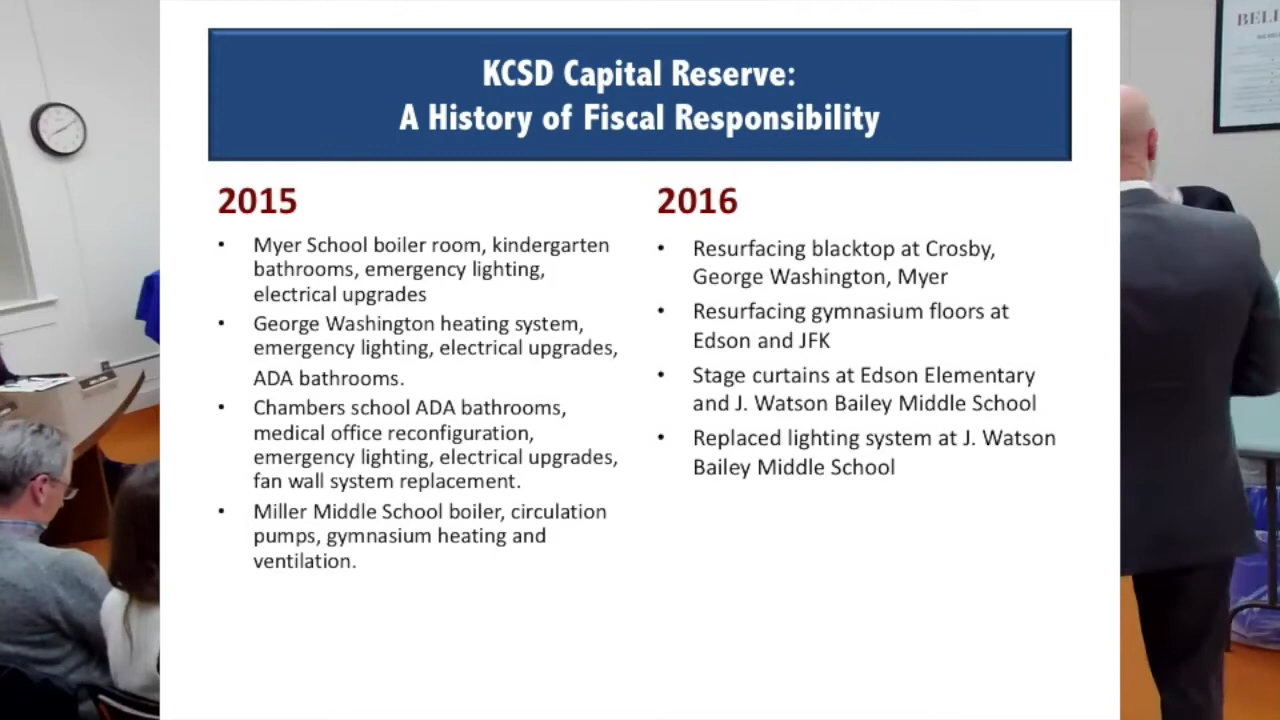 KCSD Capital Reserve:
A History of Fiscal Responsibility
2015
• Myer School boiler room, kindergarten
bathrooms, emergency lighting,
electrical upgrades
• George Washington heating system,
emergency lighting, electrical upgrades,
ADA bathrooms.
• Chambers school ADA bathrooms,
medical office reconfiguration,
emergency lighting, electrical upgrades,
fan wall system replacement.
• Miller Middle School boiler, circulation
pumps, gymnasium heating and
ventilation.
2016
• Resurfacing blacktop at Crosby,
George Washington, Myer
• Resurfacing gymnasium floors at
Edson and JFK
• Stage curtains at Edson Elementary
and J. Watson Bailey Middle School
• Replaced lighting system at J. Watson
Bailey Middle School